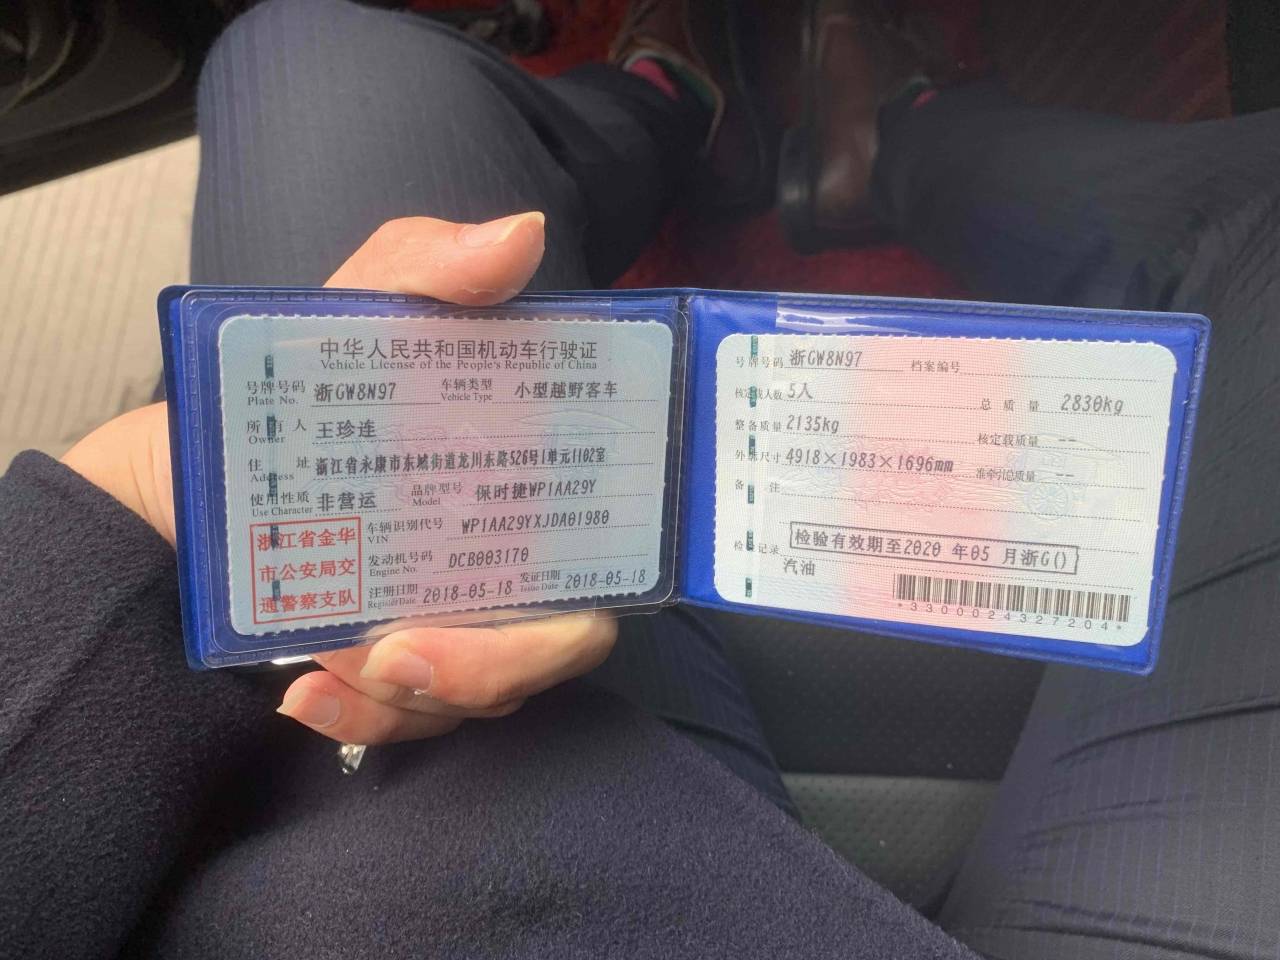 中华人民共和国机动车行驶证
Vehicle License of the People's Republic of China
号牌号码 浙GW8N97 车辆类型 小型越野客车
Plate No. Vehicle Type
所有人 王珍连
Owner
住址 浙江省永康市东城街道龙川东路526号1单元1102室
Address
使用性质 非营运 品牌型号 保时捷WP1AA29Y
Use Character Model
浙江省金华
市公安局交
通警察支队
车辆识别代号 WP1AA29YXJDA01980
VIN
发动机号码 DCB003170
Engine No.
注册日期 2018-05-18 发证日期 2018-05-18
Register Date Issue Date
号牌号码 浙GW8N97 档案编号
核定载人数 5人 总质量 2830kg
整备质量 2135kg 核定载质量 --
外廓尺寸 4918×1983×1696mm 准牵引总质量 --
备注
检验有效期至2020年05月浙G()
检验记录
汽油
*3300024327204*